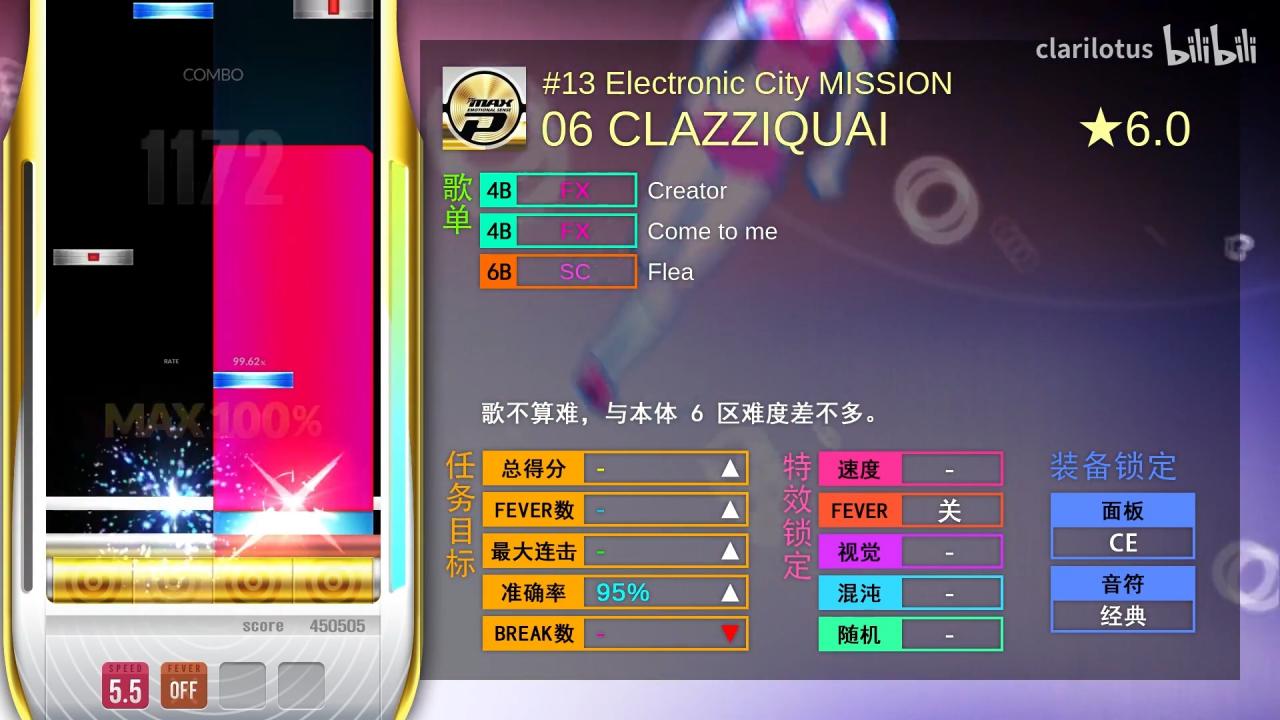 clarilotus bilibili
COMBO
1172
RATE
99.62%
MAX 100%
score 450505
SPEED
5.5
FEVER
OFF
MAX
EMOTIONAL SENSE
P
#13 Electronic City MISSION
06 CLAZZIQUAI
★6.0
歌单
4B FX Creator
4B FX Come to me
6B SC Flea
歌不算难，与本体 6 区难度差不多。
任务目标
总得分 - ▲
FEVER数 - ▲
最大连击 - ▲
准确率 95% ▲
BREAK数 - ▼
特效锁定
速度 -
FEVER 关
视觉 -
混沌 -
随机 -
装备锁定
面板
CE
音符
经典